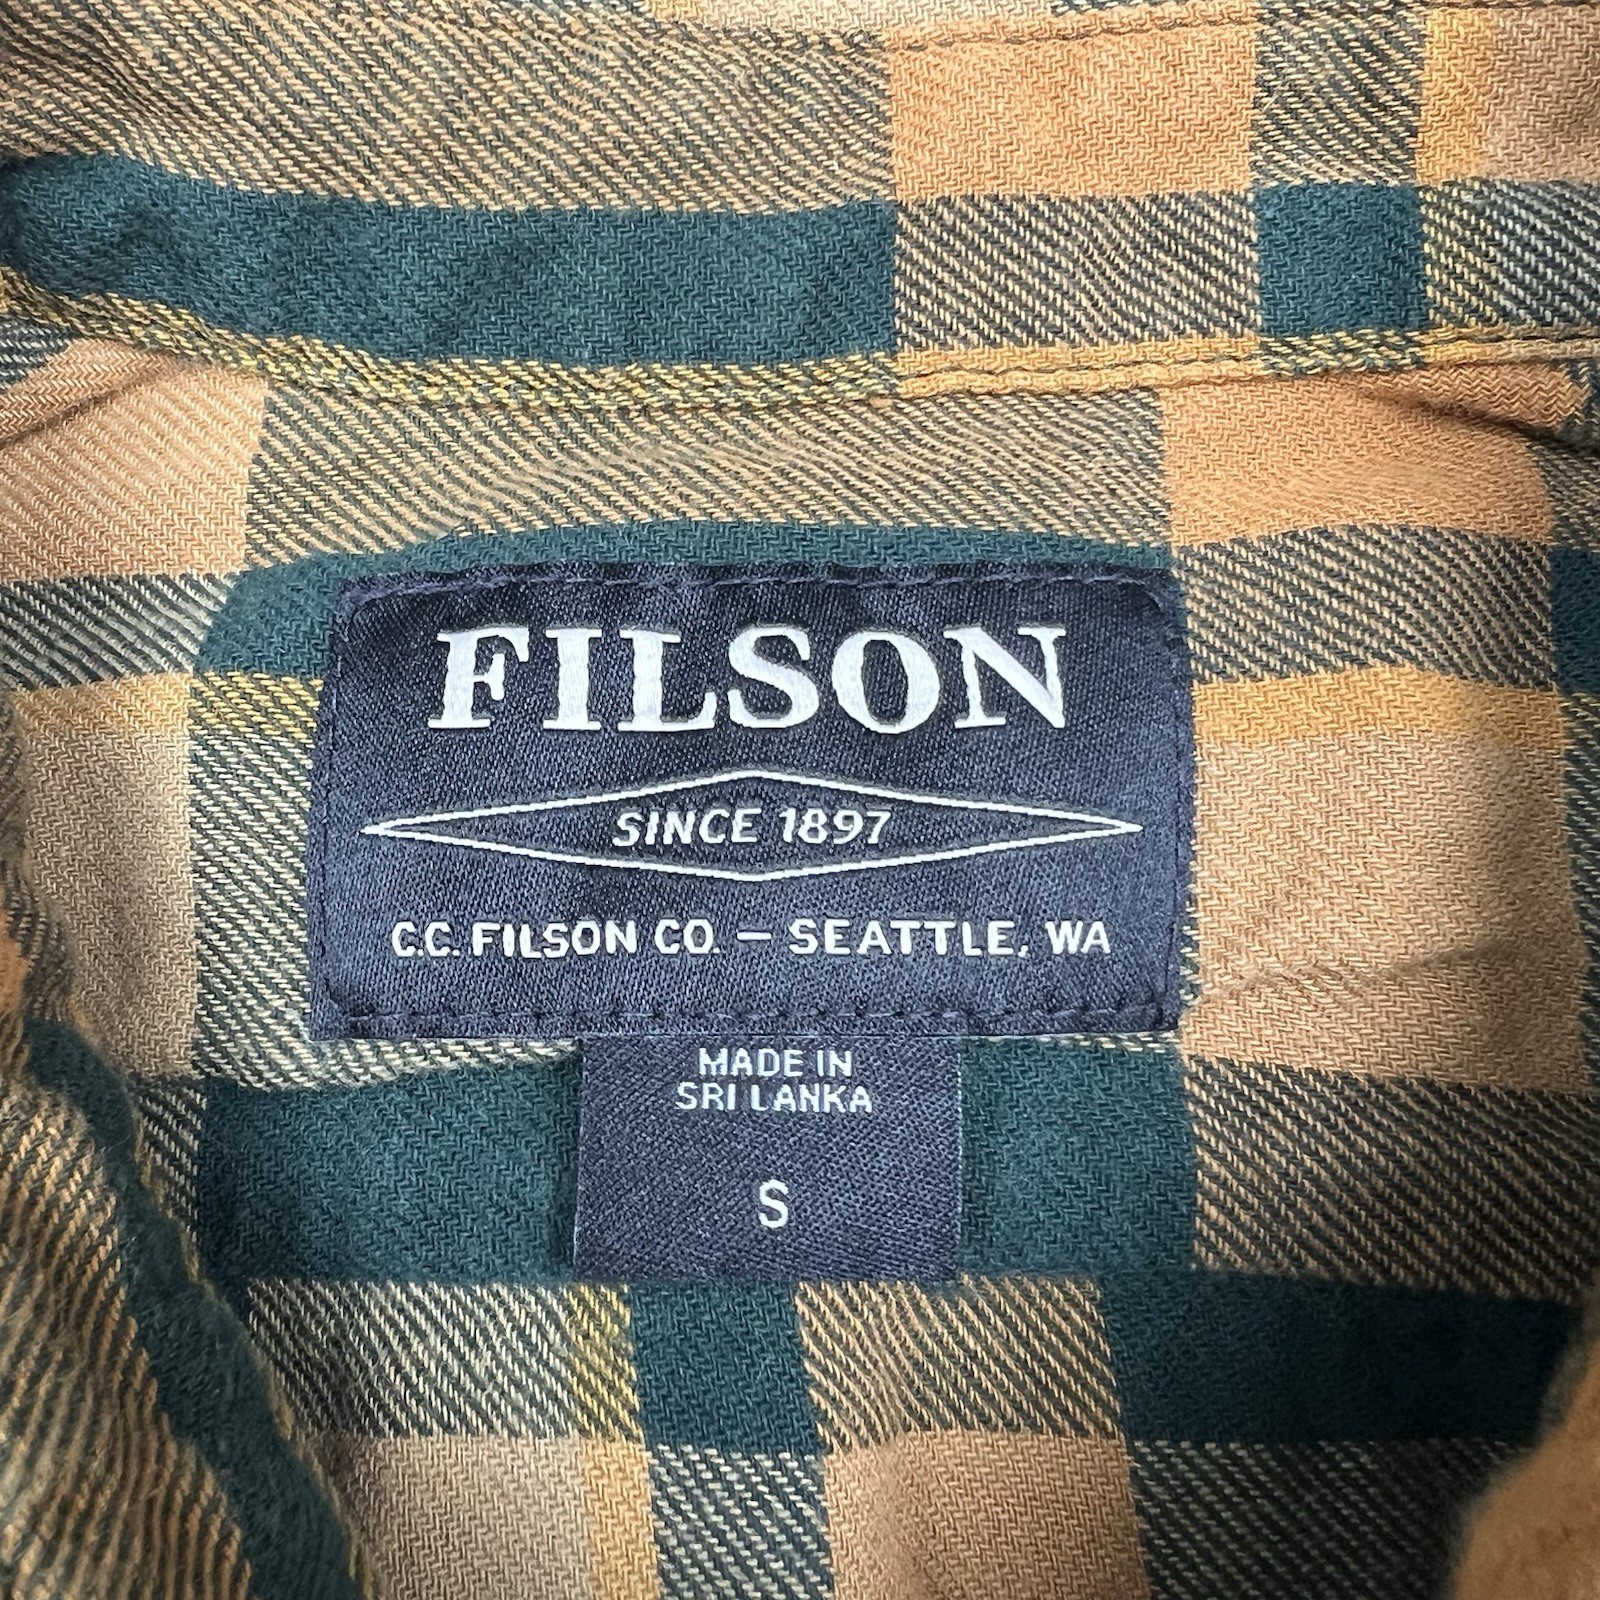 FILSON
SINCE 1897
C.C. FILSON CO. – SEATTLE, WA
MADE IN
SRI LANKA
S